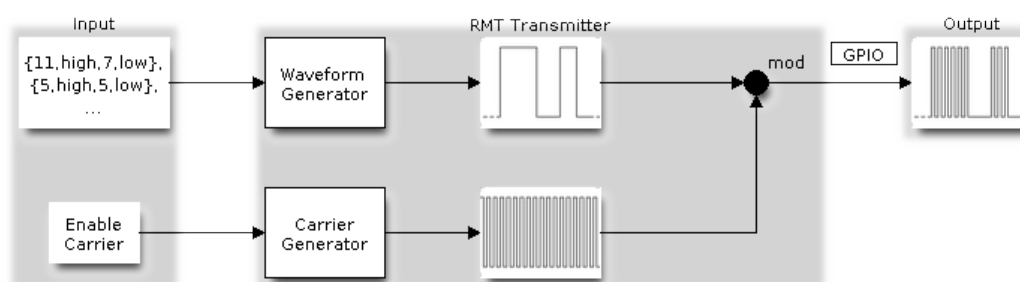 Input
RMT Transmitter
Output
{11,high,7,low},
{5,high,5,low},
...
Waveform
Generator
mod
GPIO
Enable
Carrier
Carrier
Generator